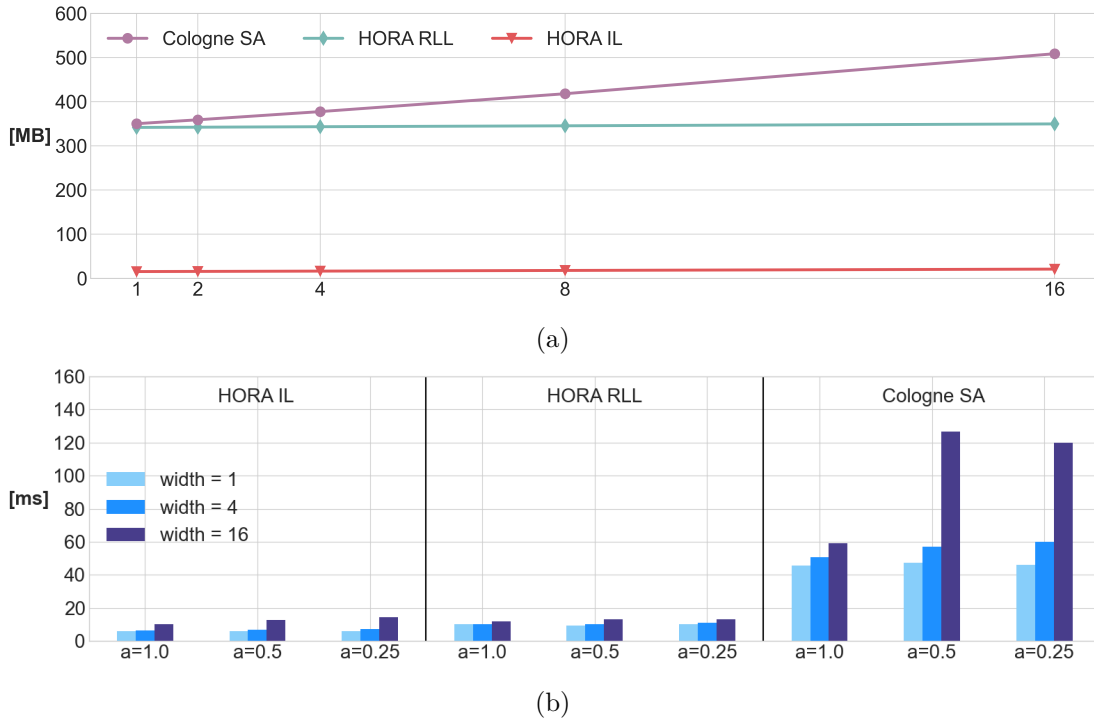 600
Cologne SA HORA RLL HORA IL
500
400
[MB]
300
200
100
0
1 2 4 8 16
(a)
160
HORA IL HORA RLL Cologne SA
140
120
100
width = 1
[ms]
80
width = 4
60
width = 16
40
20
0
a=1.0 a=0.5 a=0.25 a=1.0 a=0.5 a=0.25 a=1.0 a=0.5 a=0.25
(b)